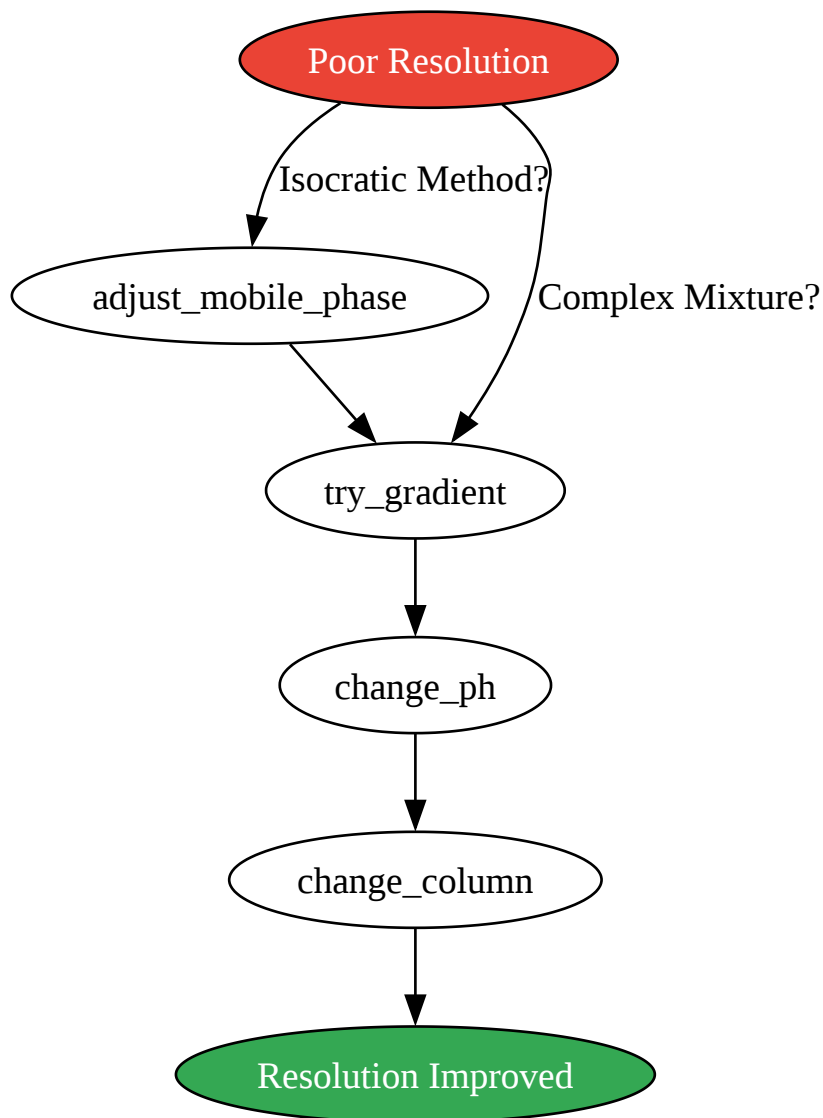 Poor Resolution
Isocratic Method?
adjust_mobile_phase
Complex Mixture?
try_gradient
change_ph
change_column
Resolution Improved